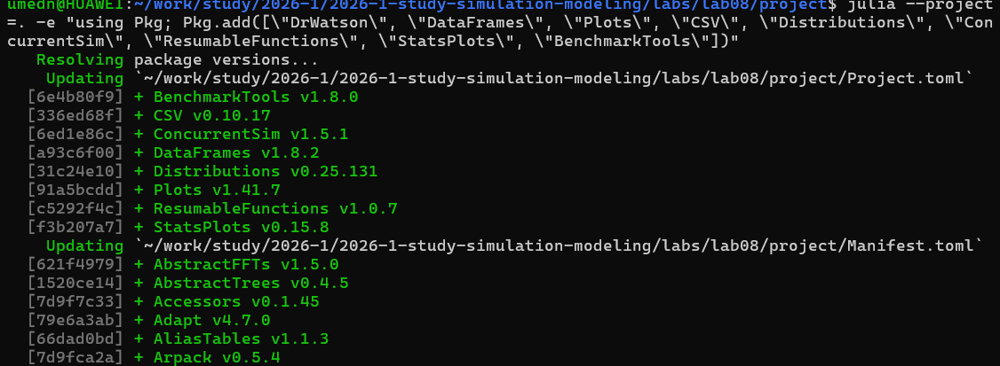 umedn@HUAWEI:~/work/study/2026-1/2026-1-study-simulation-modeling/labs/lab08/project$ julia --project
=. -e "using Pkg; Pkg.add([\"DrWatson\", \"DataFrames\", \"Plots\", \"CSV\", \"Distributions\", \"Con
currentSim\", \"ResumableFunctions\", \"StatsPlots\", \"BenchmarkTools\"])"
Resolving package versions...
Updating `~/work/study/2026-1/2026-1-study-simulation-modeling/labs/lab08/project/Project.toml`
[6e4b80f9] + BenchmarkTools v1.8.0
[336ed68f] + CSV v0.10.17
[6ed1e86c] + ConcurrentSim v1.5.1
[a93c6f00] + DataFrames v1.8.2
[31c24e10] + Distributions v0.25.131
[91a5bcdd] + Plots v1.41.7
[c5292f4c] + ResumableFunctions v1.0.7
[f3b207a7] + StatsPlots v0.15.8
Updating `~/work/study/2026-1/2026-1-study-simulation-modeling/labs/lab08/project/Manifest.toml`
[621f4979] + AbstractFFTs v1.5.0
[1520ce14] + AbstractTrees v0.4.5
[7d9f7c33] + Accessors v0.1.45
[79e6a3ab] + Adapt v4.7.0
[66dad0bd] + AliasTables v1.1.3
[7d9fca2a] + Arpack v0.5.4